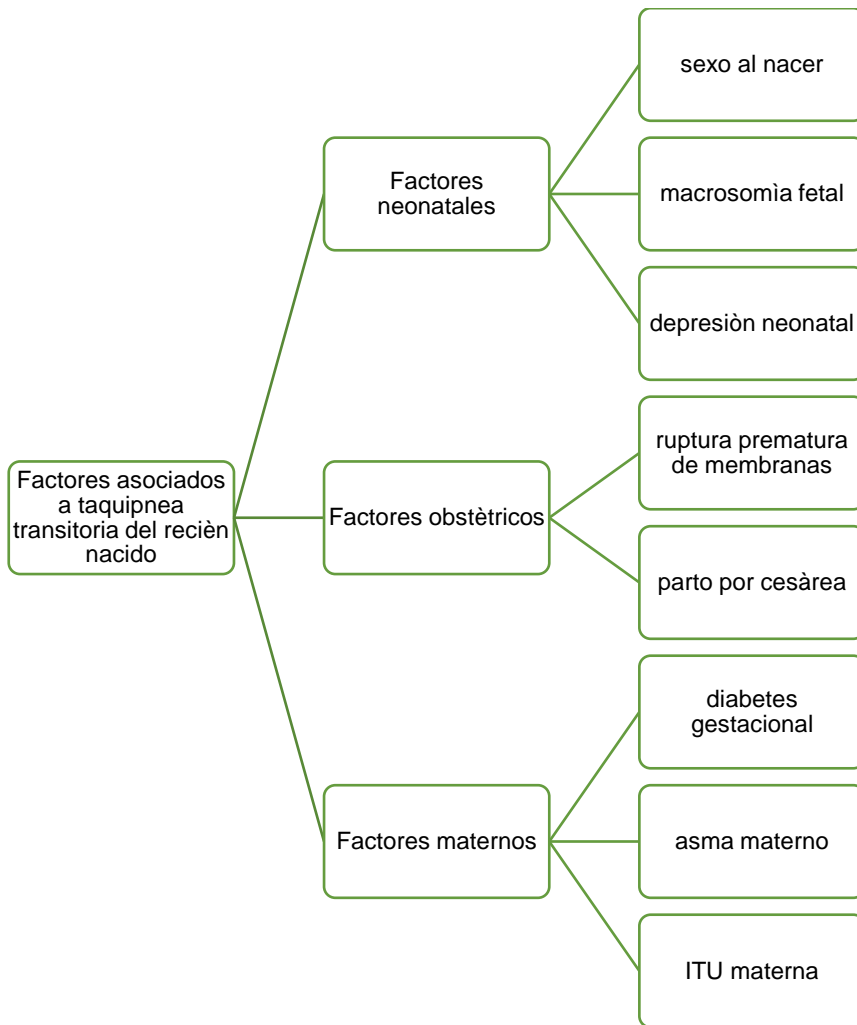 Factores asociados
a taquipnea
transitoria del recièn
nacido
Factores
neonatales
sexo al nacer
macrosomìa fetal
depresiòn neonatal
Factores obstètricos
ruptura prematura
de membranas
parto por cesàrea
Factores maternos
diabetes
gestacional
asma materno
ITU materna